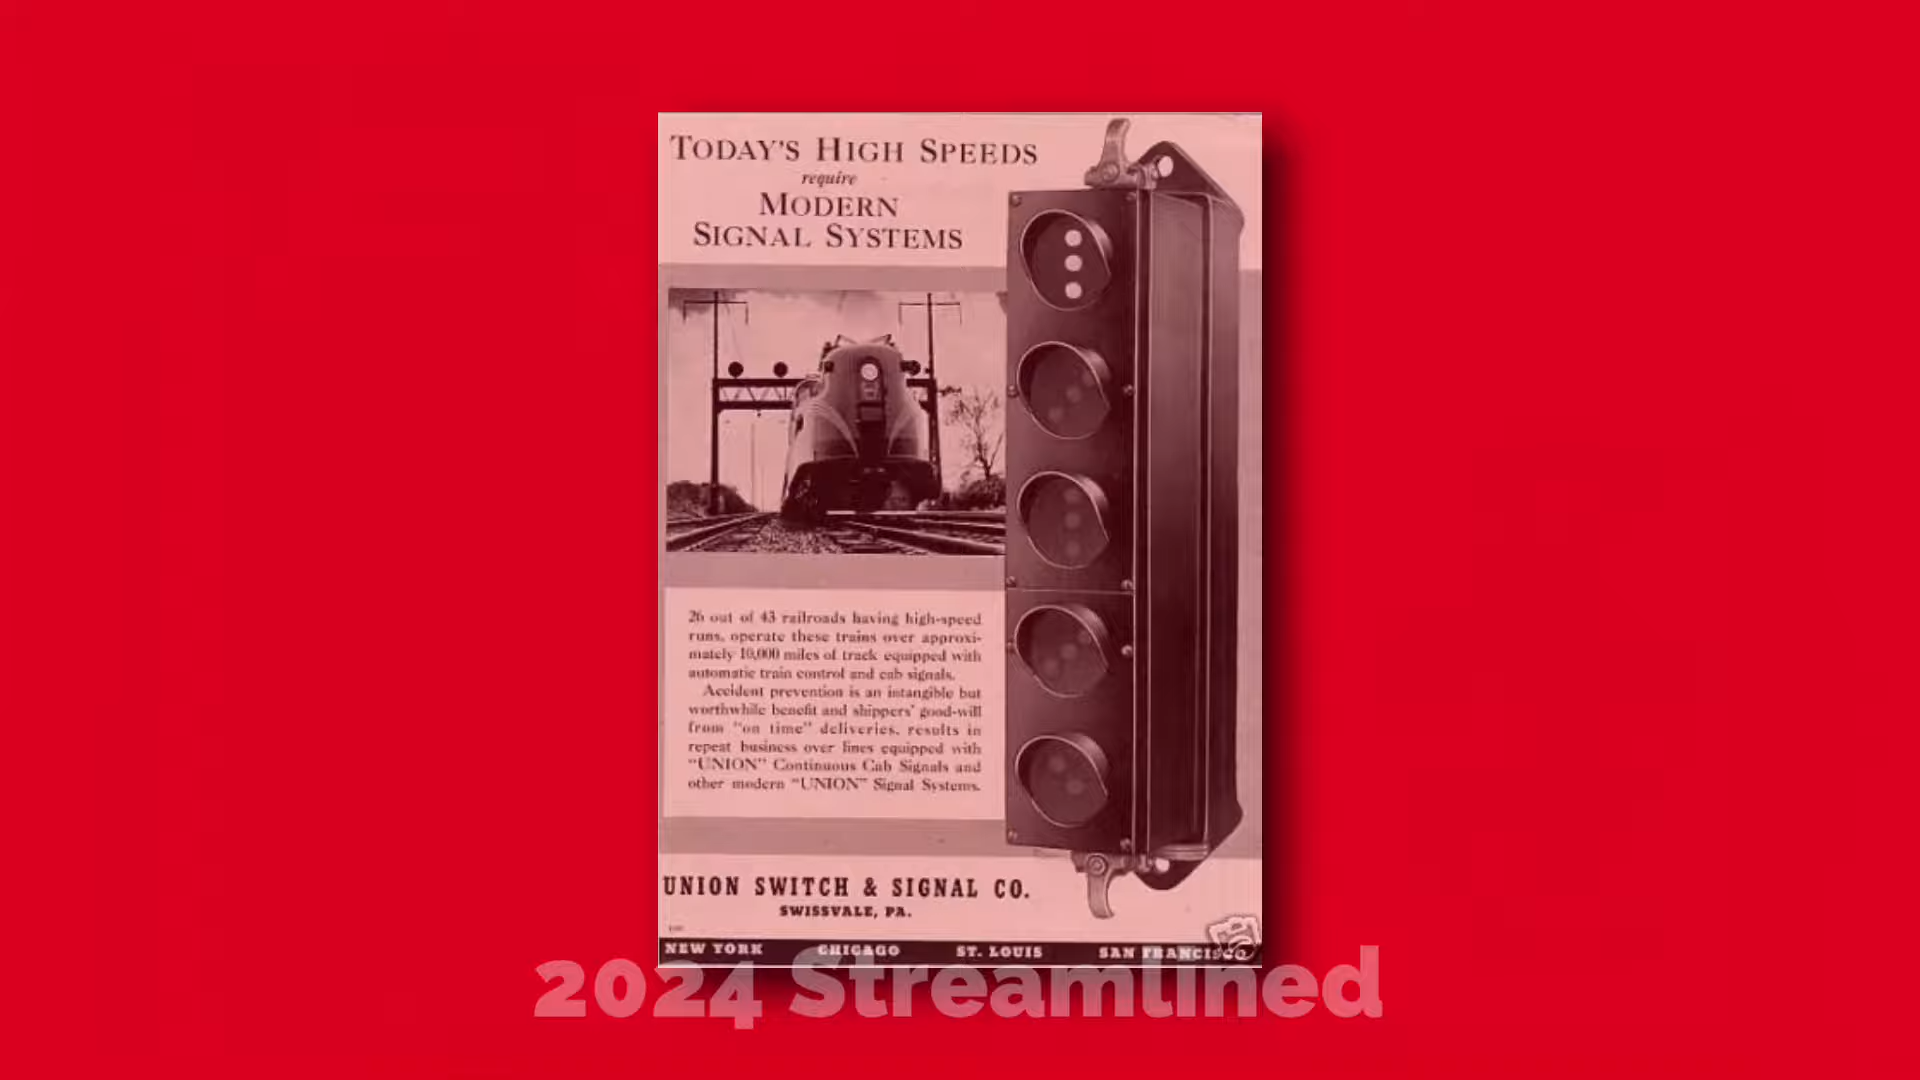 TODAY'S HIGH SPEEDS
require
MODERN
SIGNAL SYSTEMS
26 out of 43 railroads having high-speed
runs, operate these trains over approxi-
mately 10,000 miles of track equipped with
automatic train control and cab signals.
Accident prevention is an intangible but
worthwhile benefit and shippers' good-will
from "on time" deliveries, results in
repeat business over lines equipped with
"UNION" Continuous Cab Signals and
other modern "UNION" Signal Systems.
UNION SWITCH & SIGNAL CO.
SWISSVALE, PA.
NEW YORK CHICAGO ST. LOUIS SAN FRANCISCO
2024 Streamlined